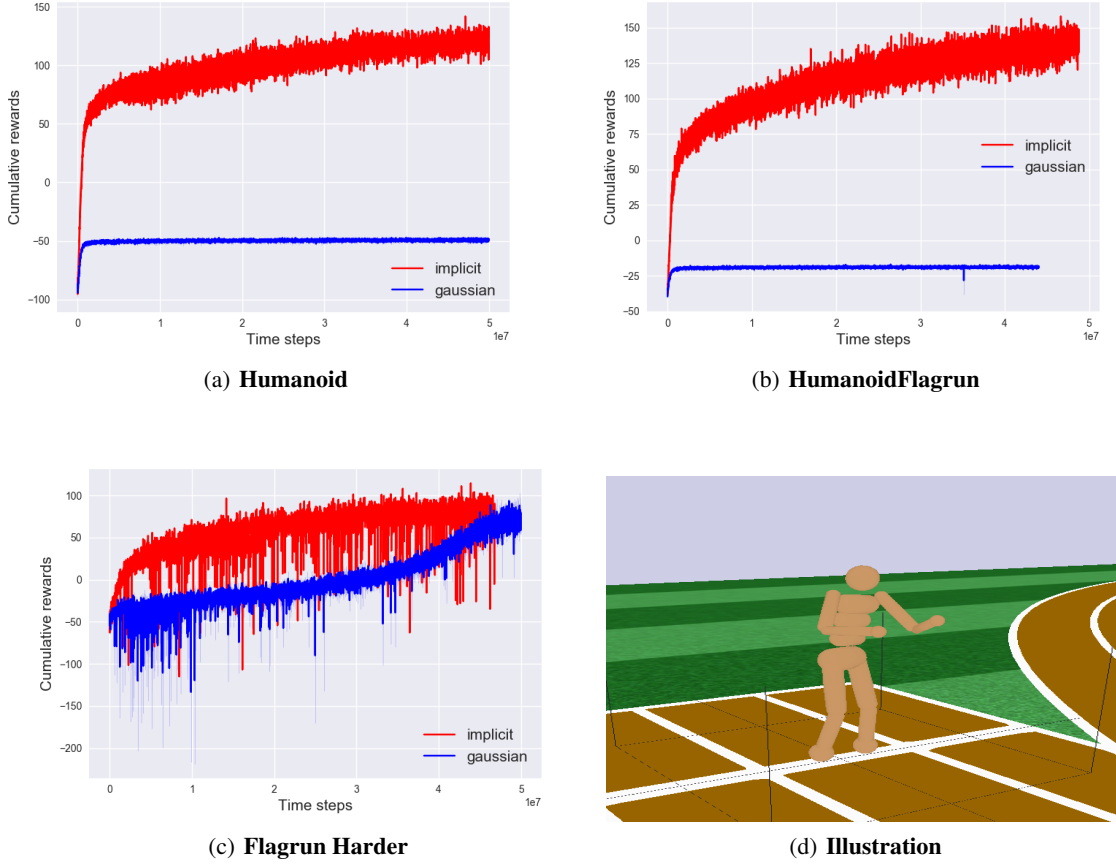 150
100
50
0
−50
−100
Cumulative rewards
implicit
gaussian
0 1 2 3 4 5
1e7
Time steps
(a) Humanoid
150
125
100
75
50
25
0
−25
−50
Cumulative rewards
implicit
gaussian
0 1 2 3 4 5
1e7
Time steps
(b) HumanoidFlagrun
100
50
0
−50
−100
−150
−200
Cumulative rewards
implicit
gaussian
0 1 2 3 4 5
1e7
Time steps
(c) Flagrun Harder
(d) Illustration